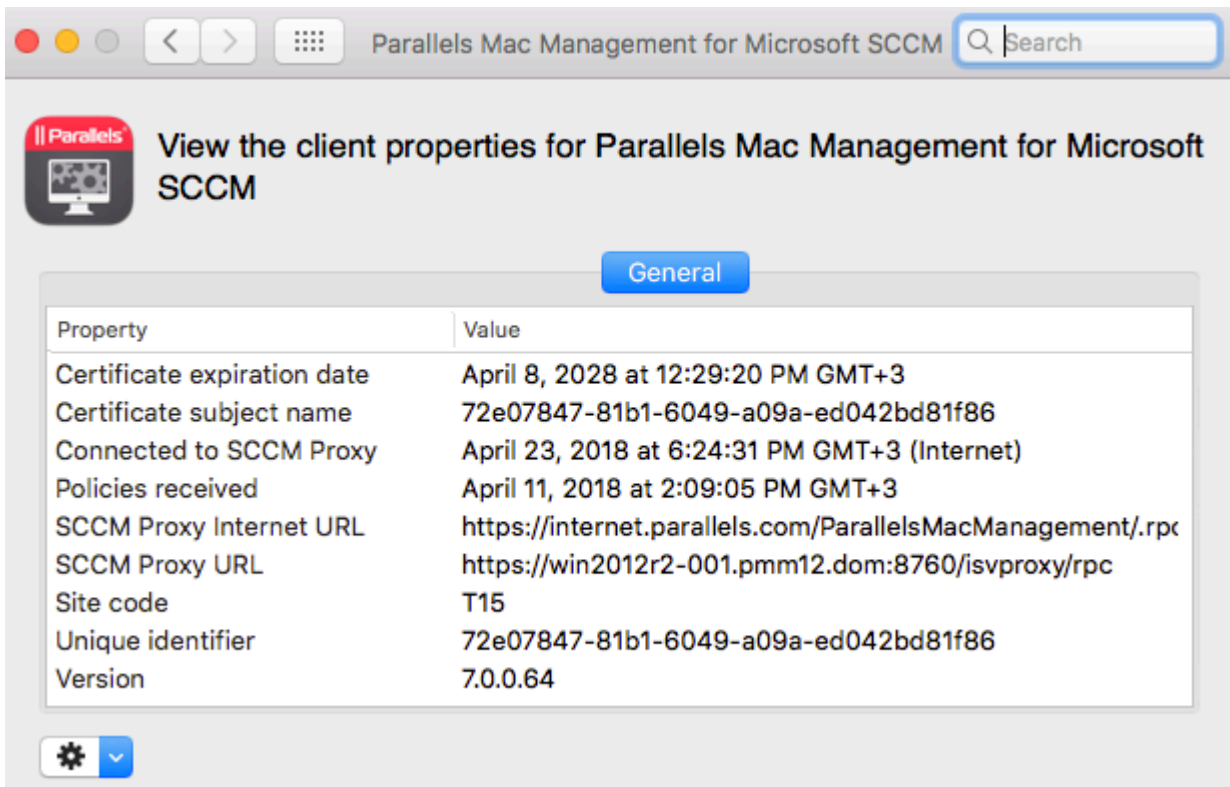 Parallels Mac Management for Microsoft SCCM Search
|| Parallels®
View the client properties for Parallels Mac Management for Microsoft
SCCM
General
Property Value
Certificate expiration date April 8, 2028 at 12:29:20 PM GMT+3
Certificate subject name 72e07847-81b1-6049-a09a-ed042bd81f86
Connected to SCCM Proxy April 23, 2018 at 6:24:31 PM GMT+3 (Internet)
Policies received April 11, 2018 at 2:09:05 PM GMT+3
SCCM Proxy Internet URL https://internet.parallels.com/ParallelsMacManagement/.rpc
SCCM Proxy URL https://win2012r2-001.pmm12.dom:8760/isvproxy/rpc
Site code T15
Unique identifier 72e07847-81b1-6049-a09a-ed042bd81f86
Version 7.0.0.64